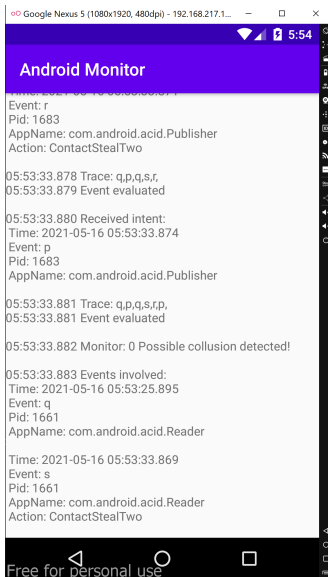 Google Nexus 5 (1080x1920, 480dpi) - 192.168.217.1...
5:54
Android Monitor
Event: r
Pid: 1683
AppName: com.android.acid.Publisher
Action: ContactStealTwo
05:53:33.878 Trace: q,p,q,s,r,
05:53:33.879 Event evaluated
05:53:33.880 Received intent:
Time: 2021-05-16 05:53:33.874
Event: p
Pid: 1683
AppName: com.android.acid.Publisher
05:53:33.881 Trace: q,p,q,s,r,p,
05:53:33.881 Event evaluated
05:53:33.882 Monitor: 0 Possible collusion detected!
05:53:33.883 Events involved:
Time: 2021-05-16 05:53:25.895
Event: q
Pid: 1661
AppName: com.android.acid.Reader
Time: 2021-05-16 05:53:33.869
Event: s
Pid: 1661
AppName: com.android.acid.Reader
Action: ContactStealTwo
Free for personal use